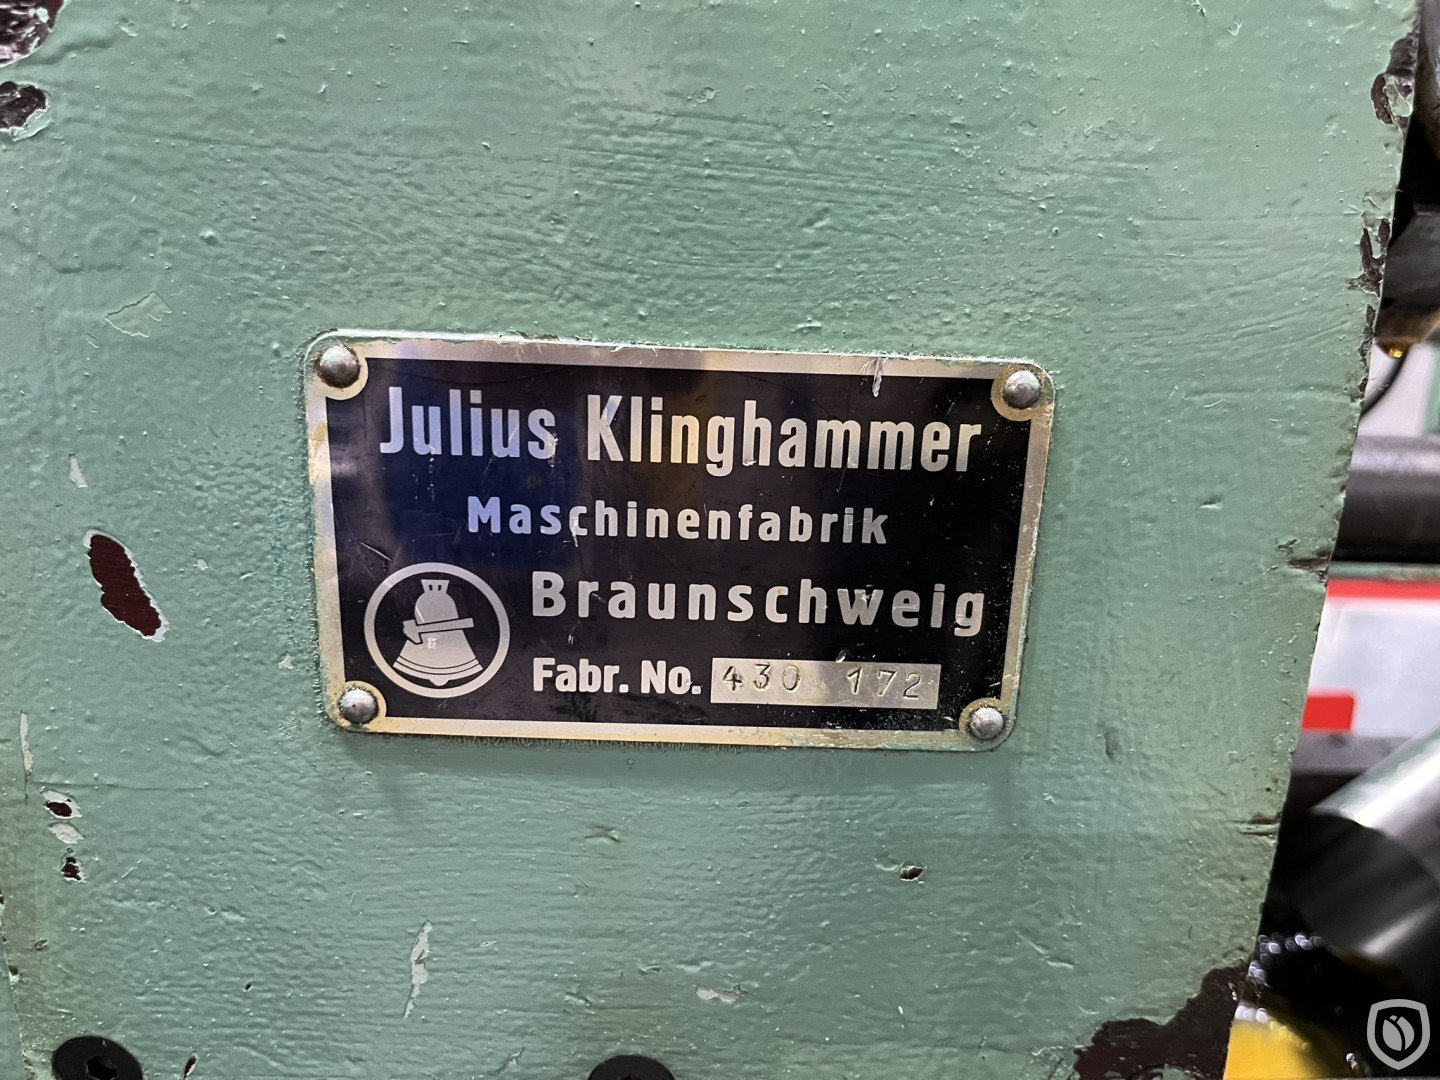 Julius Klinghammer
Maschinenfabrik
Braunschweig
Fabr. No. 430 172